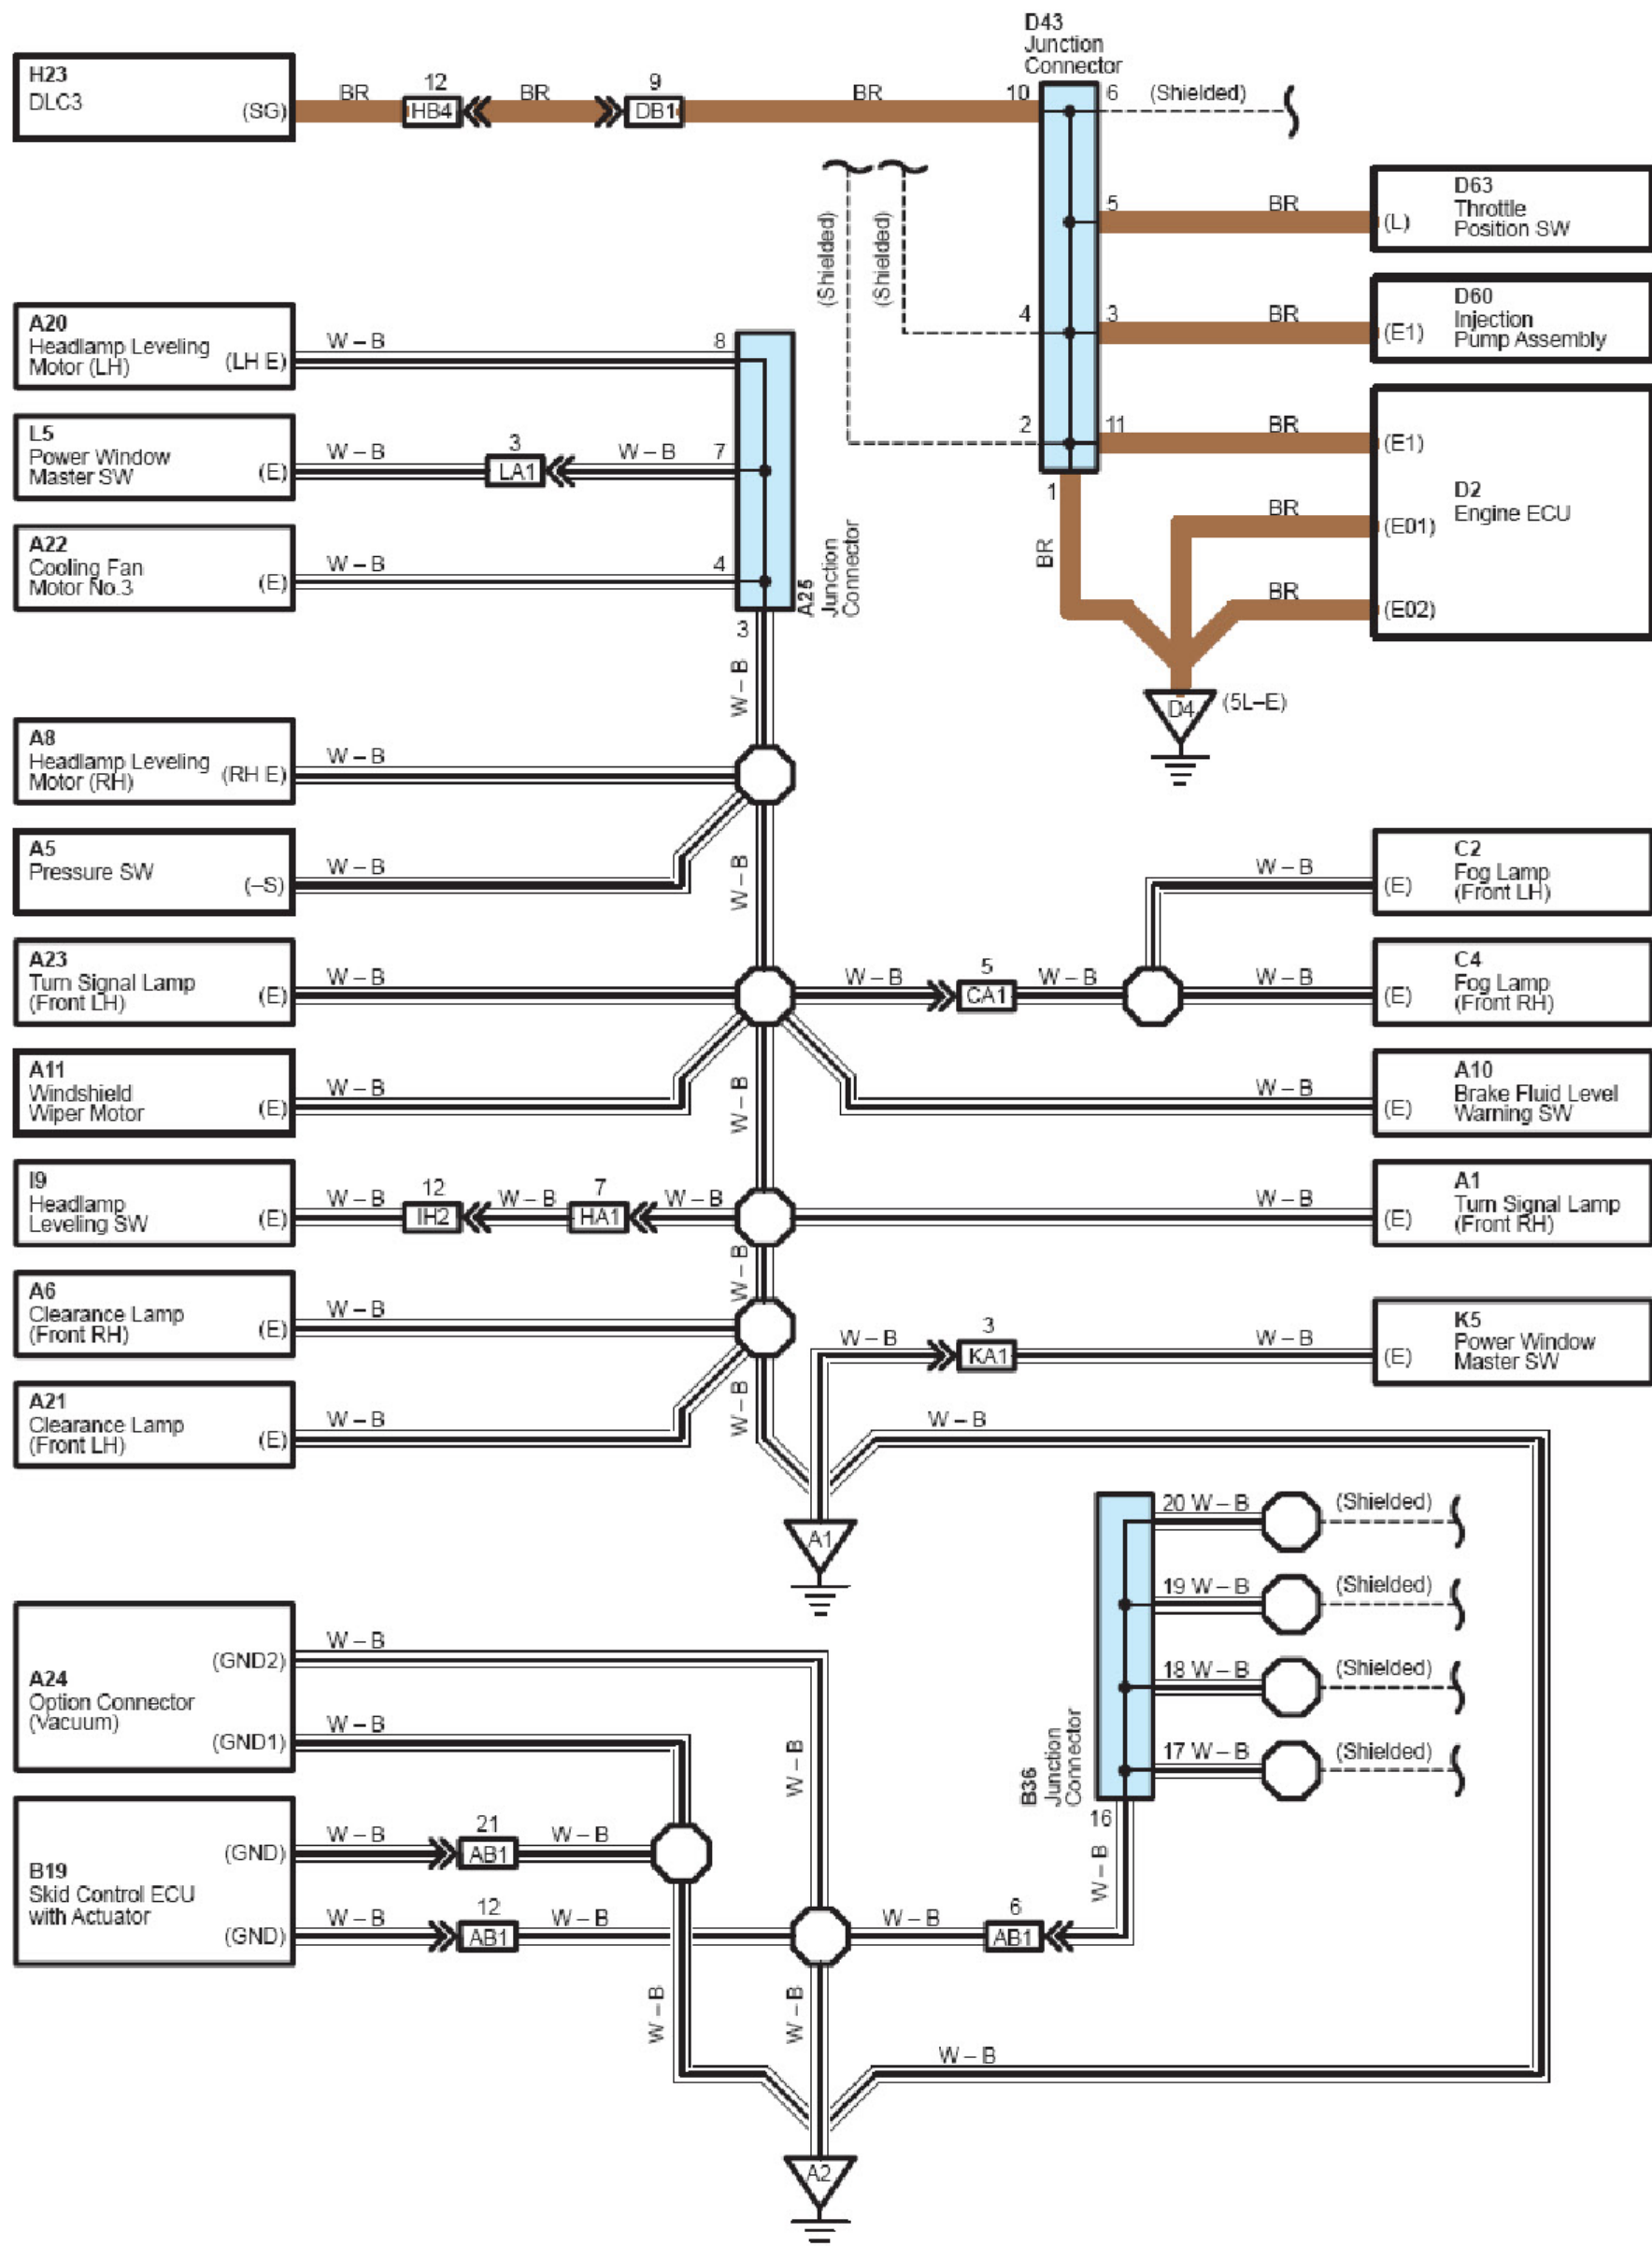 D43
Junction
Connector
H23
DLC3
(SG)
BR
12
HB4
BR
9
DB1
BR
10
6
(Shielded)
(Shielded)
(Shielded)
5
BR
(L)
D63
Throttle
Position SW
4
3
BR
(E1)
D60
Injection
Pump Assembly
2
11
BR
(E1)
D2
Engine ECU
BR
(E01)
BR
(E02)
1
BR
D4
(5L–E)
A20
Headlamp Leveling
Motor (LH)
(LH E)
W – B
8
L5
Power Window
Master SW
(E)
W – B
3
LA1
W – B
7
A22
Cooling Fan
Motor No.3
(E)
W – B
4
A25
Junction
Connector
3
W – B
A8
Headlamp Leveling
Motor (RH)
(RH E)
W – B
A5
Pressure SW
(–S)
W – B
W – B
W – B
(E)
C2
Fog Lamp
(Front LH)
A23
Turn Signal Lamp
(Front LH)
(E)
W – B
W – B
5
CA1
W – B
W – B
(E)
C4
Fog Lamp
(Front RH)
A11
Windshield
Wiper Motor
(E)
W – B
W – B
W – B
(E)
A10
Brake Fluid Level
Warning SW
I9
Headlamp
Leveling SW
(E)
W – B
12
IH2
W – B
7
HA1
W – B
W – B
(E)
A1
Turn Signal Lamp
(Front RH)
W – B
A6
Clearance Lamp
(Front RH)
(E)
W – B
W – B
3
KA1
W – B
(E)
K5
Power Window
Master SW
A21
Clearance Lamp
(Front LH)
(E)
W – B
W – B
W – B
A1
20 W – B
(Shielded)
19 W – B
(Shielded)
18 W – B
(Shielded)
17 W – B
(Shielded)
B36
Junction
Connector
16
W – B
A24
Option Connector
(Vacuum)
(GND2)
W – B
(GND1)
W – B
W – B
B19
Skid Control ECU
with Actuator
(GND)
W – B
21
AB1
W – B
(GND)
W – B
12
AB1
W – B
W – B
6
AB1
W – B
W – B
W – B
A2